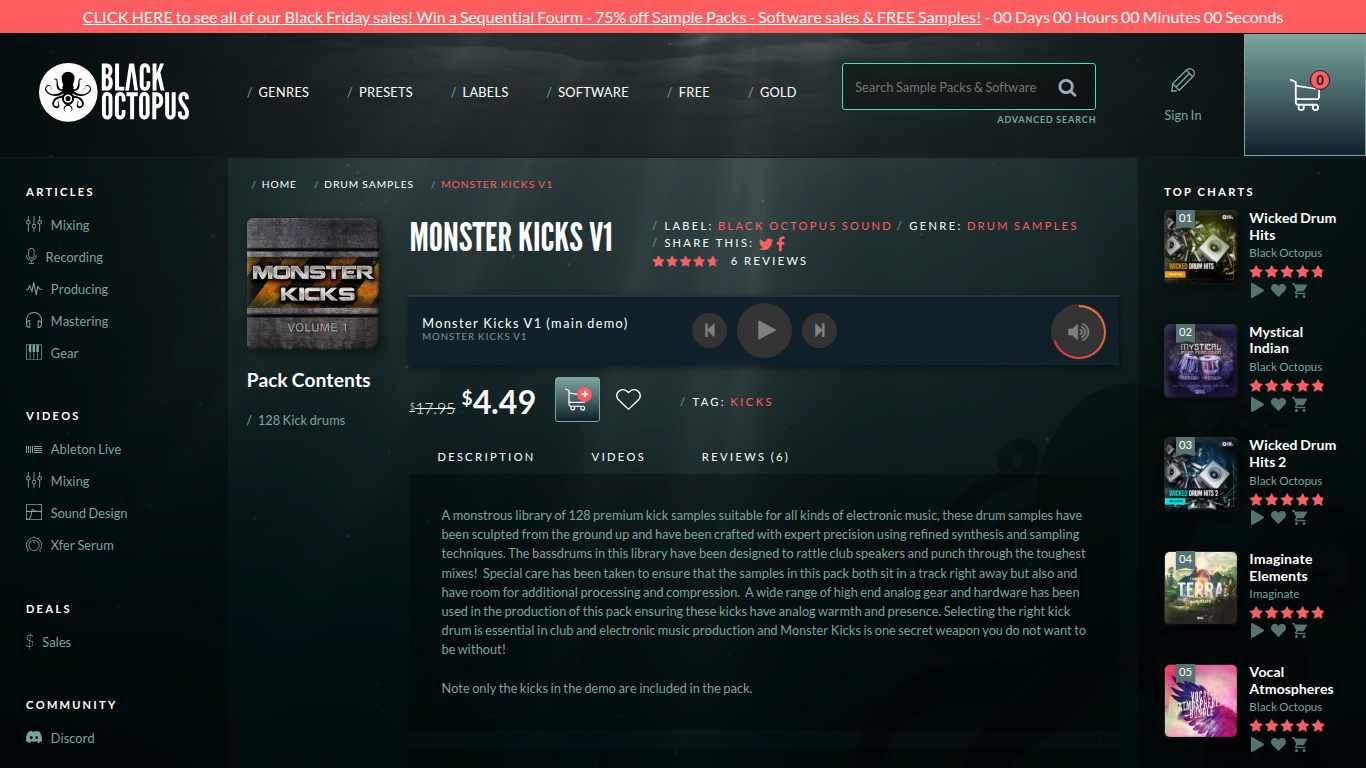 CLICK HERE to see all of our Black Friday sales! Win a Sequential Fourm - 75% off Sample Packs - Software sales & FREE Samples! - 00 Days 00 Hours 00 Minutes 00 Seconds
BLACK
OCTOPUS
/ GENRES / PRESETS / LABELS / SOFTWARE / FREE / GOLD
Search Sample Packs & Software
ADVANCED SEARCH
Sign In
0
ARTICLES
Mixing
Recording
Producing
Mastering
Gear
VIDEOS
Ableton Live
Mixing
Sound Design
Xfer Serum
DEALS
$ Sales
COMMUNITY
Discord
/ HOME / DRUM SAMPLES / MONSTER KICKS V1
MONSTER
KICKS
VOLUME 1
Pack Contents
/ 128 Kick drums
MONSTER KICKS V1
/ LABEL: BLACK OCTOPUS SOUND / GENRE: DRUM SAMPLES
/ SHARE THIS:
6 REVIEWS
Monster Kicks V1 (main demo)
MONSTER KICKS V1
$17.95 $4.49
/ TAG: KICKS
DESCRIPTION VIDEOS REVIEWS (6)
A monstrous library of 128 premium kick samples suitable for all kinds of electronic music, these drum samples have
been sculpted from the ground up and have been crafted with expert precision using refined synthesis and sampling
techniques. The bassdrums in this library have been designed to rattle club speakers and punch through the toughest
mixes!  Special care has been taken to ensure that the samples in this pack both sit in a track right away but also and
have room for additional processing and compression.  A wide range of high end analog gear and hardware has been
used in the production of this pack ensuring these kicks have analog warmth and presence. Selecting the right kick
drum is essential in club and electronic music production and Monster Kicks is one secret weapon you do not want to
be without!
Note only the kicks in the demo are included in the pack.
TOP CHARTS
01
WICKED DRUM HITS
Wicked Drum
Hits
Black Octopus
02
MYSTICAL
Mystical
Indian
Black Octopus
03
WICKED DRUM HITS 2
Wicked Drum
Hits 2
Black Octopus
04
TERRA
Imaginate
Elements
Imaginate
05
VOCAL
ATMOSPHERES
BUNDLE
Vocal
Atmospheres
Black Octopus